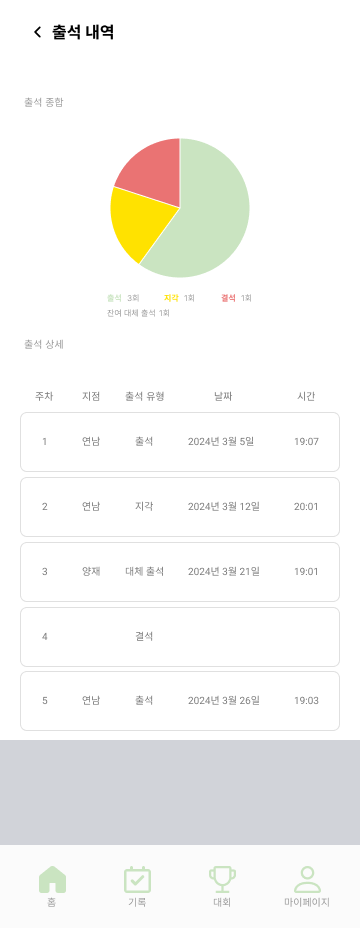 출석 내역
출석 종합
출석 3회 지각 1회 결석 1회
잔여 대체 출석 1회
출석 상세
주차 지점 출석 유형 날짜 시간
1 연남 출석 2024년 3월 5일 19:07
2 연남 지각 2024년 3월 12일 20:01
3 양재 대체 출석 2024년 3월 21일 19:01
4 결석
5 연남 출석 2024년 3월 26일 19:03
홈 기록 대회 마이페이지